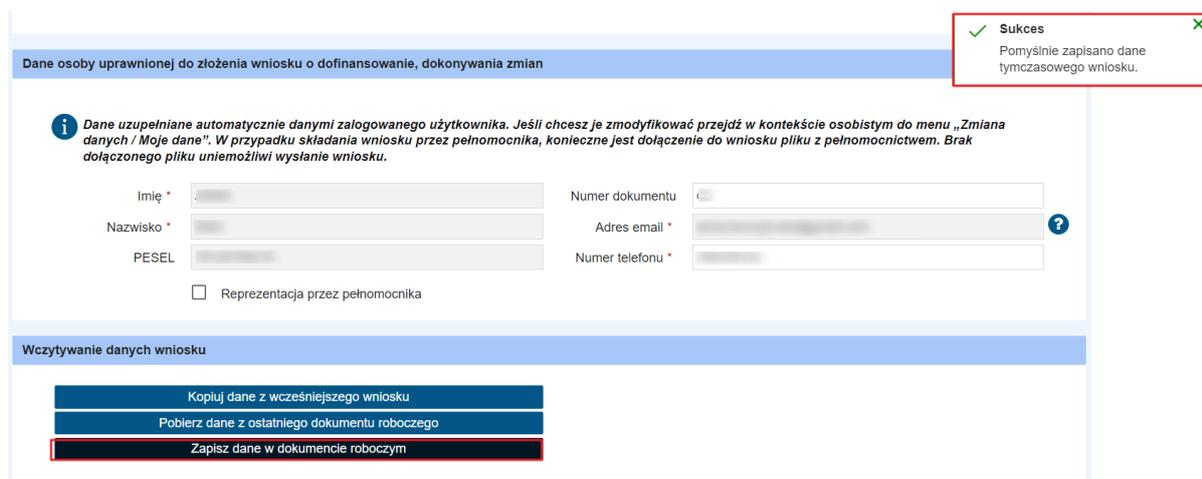 Sukces
Pomyślnie zapisano dane
tymczasowego wniosku.
Dane osoby uprawnionej do złożenia wniosku o dofinansowanie, dokonywania zmian
Dane uzupełniane automatycznie danymi zalogowanego użytkownika. Jeśli chcesz je zmodyfikować przejdź w kontekście osobistym do menu „Zmiana
danych / Moje dane”. W przypadku składania wniosku przez pełnomocnika, konieczne jest dołączenie do wniosku pliku z pełnomocnictwem. Brak
dołączonego pliku uniemożliwi wysłanie wniosku.
Imię *
Numer dokumentu
Nazwisko *
Adres email *
PESEL
Numer telefonu *
Reprezentacja przez pełnomocnika
Wczytywanie danych wniosku
Kopiuj dane z wcześniejszego wniosku
Pobierz dane z ostatniego dokumentu roboczego
Zapisz dane w dokumencie roboczym